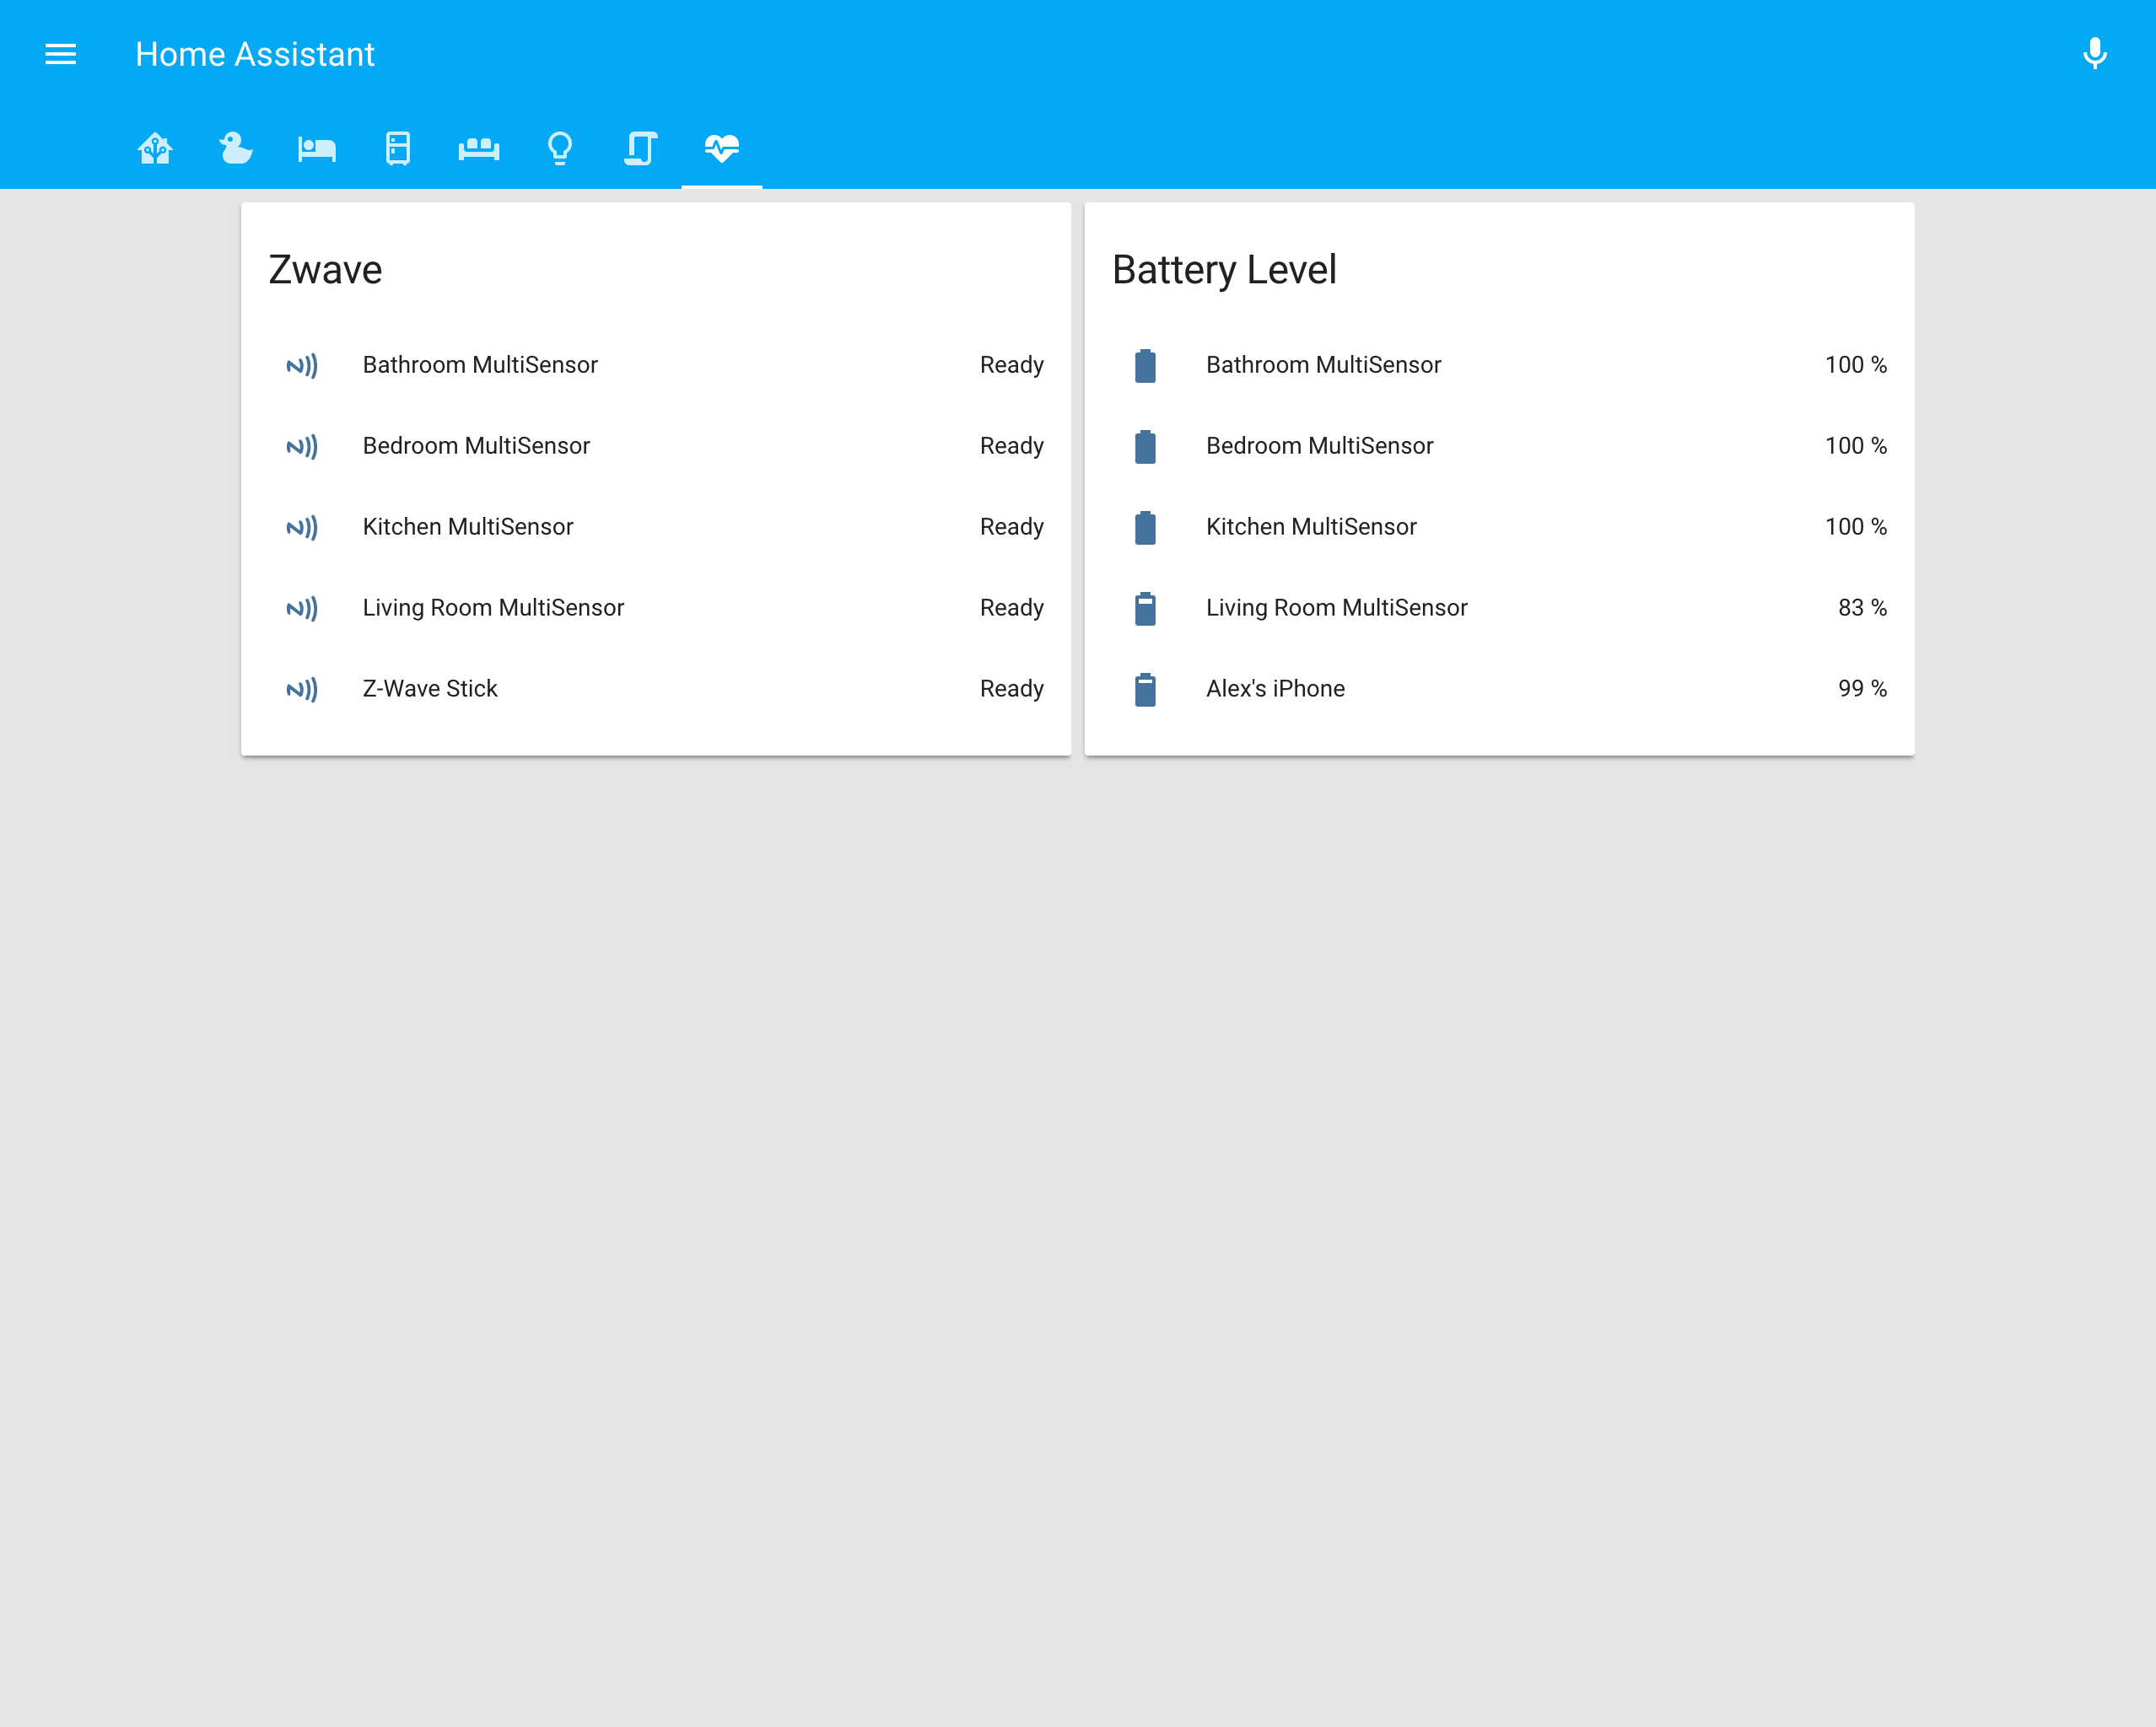 Home Assistant
Zwave
Bathroom MultiSensor Ready
Bedroom MultiSensor Ready
Kitchen MultiSensor Ready
Living Room MultiSensor Ready
Z-Wave Stick Ready
Battery Level
Bathroom MultiSensor 100 %
Bedroom MultiSensor 100 %
Kitchen MultiSensor 100 %
Living Room MultiSensor 83 %
Alex's iPhone 99 %